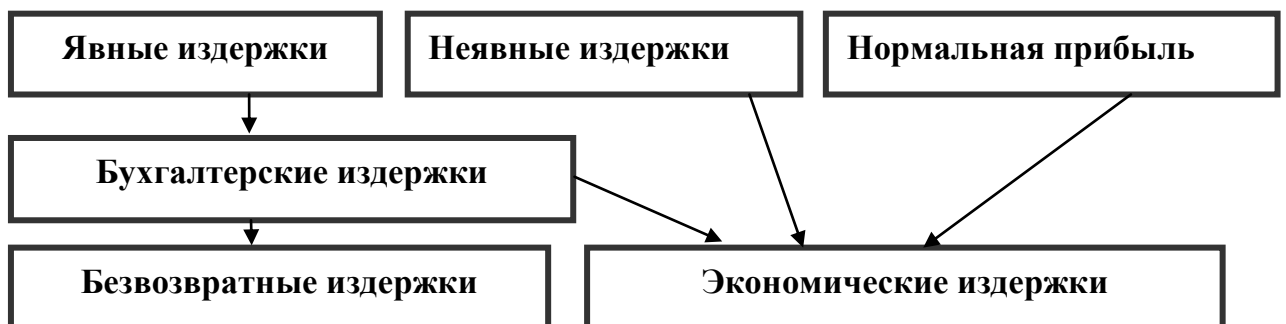 Явные издержки
Неявные издержки
Нормальная прибыль
Бухгалтерские издержки
Безвозвратные издержки
Экономические издержки